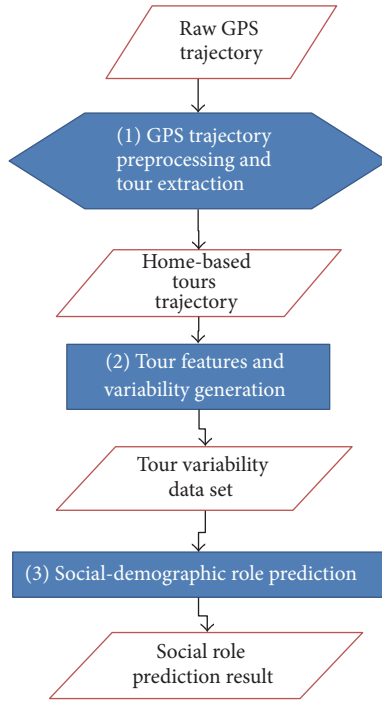 Raw GPS
trajectory
(1) GPS trajectory
preprocessing and
tour extraction
Home-based
tours
trajectory
(2) Tour features and
variability generation
Tour variability
data set
(3) Social-demographic role prediction
Social role
prediction result